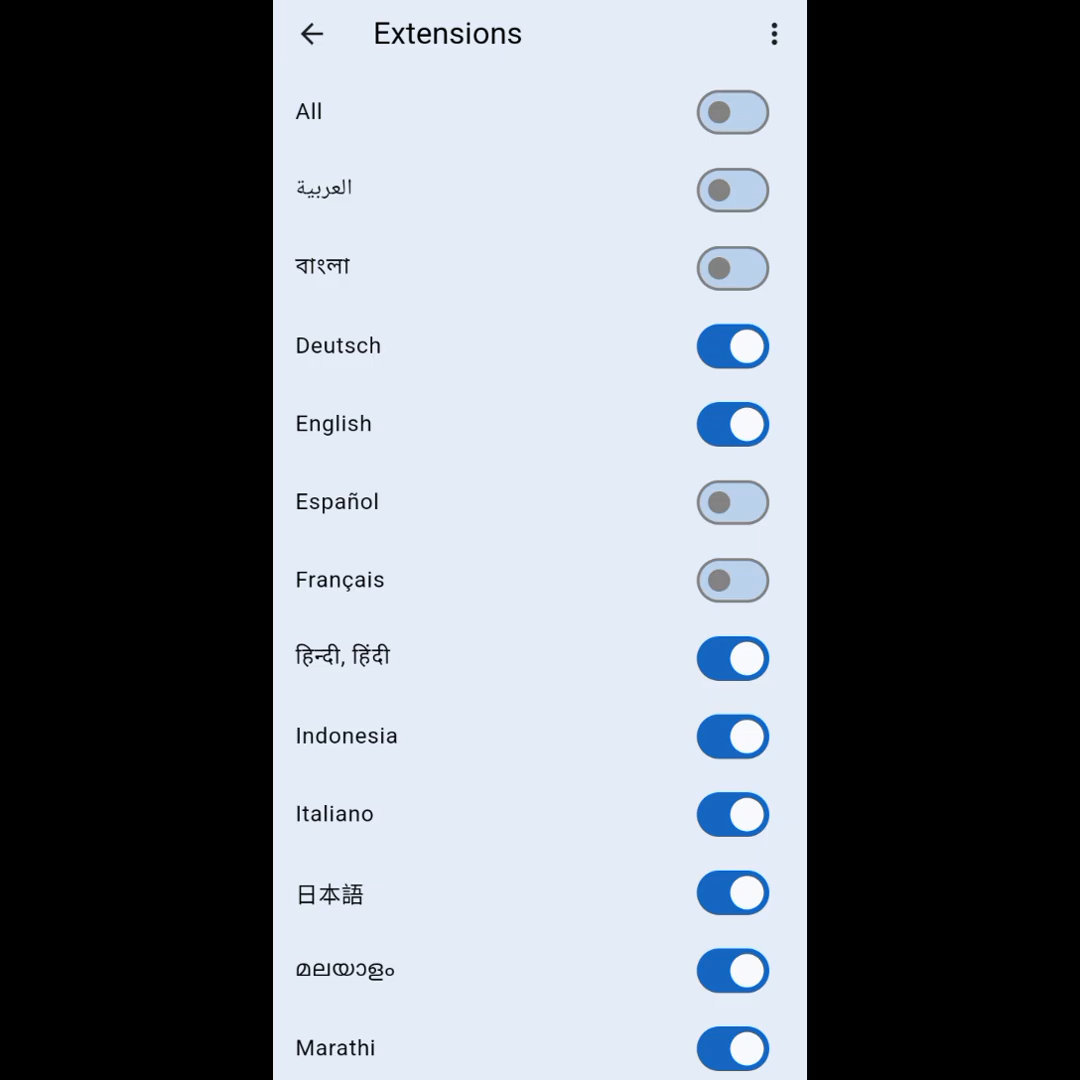 Extensions
All
العربية
বাংলা
Deutsch
English
Español
Français
हिन्दी, हिंदी
Indonesia
Italiano
日本語
മലയാളം
Marathi